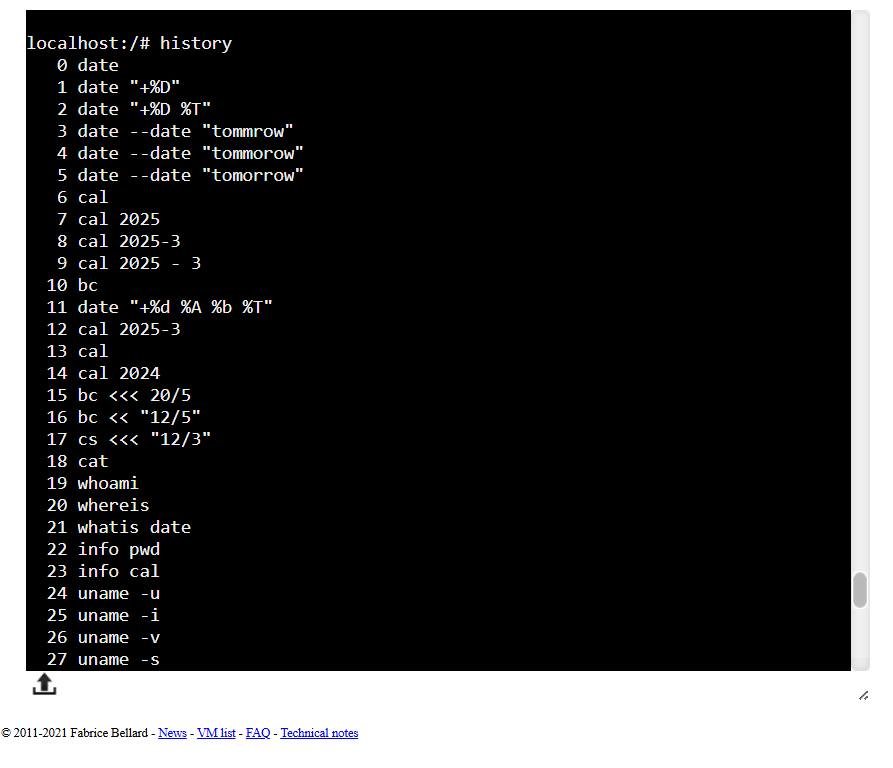 localhost:/# history
0 date
1 date "+%D"
2 date "+%D %T"
3 date --date "tommrow"
4 date --date "tommorow"
5 date --date "tomorrow"
6 cal
7 cal 2025
8 cal 2025-3
9 cal 2025 - 3
10 bc
11 date "+%d %A %b %T"
12 cal 2025-3
13 cal
14 cal 2024
15 bc <<< 20/5
16 bc << "12/5"
17 cs <<< "12/3"
18 cat
19 whoami
20 whereis
21 whatis date
22 info pwd
23 info cal
24 uname -u
25 uname -i
26 uname -v
27 uname -s
© 2011-2021 Fabrice Bellard - News - VM list - FAQ - Technical notes